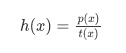 h(x) = p(x)/t(x)